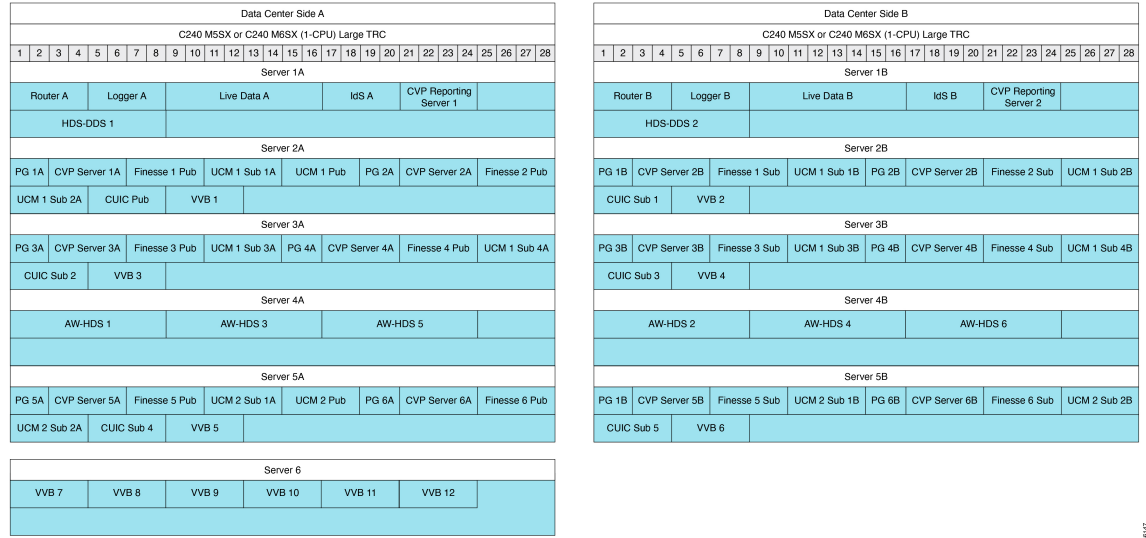 Data Center Side A
C240 M5SX or C240 M6SX (1-CPU) Large TRC
1 2 3 4 5 6 7 8 9 10 11 12 13 14 15 16 17 18 19 20 21 22 23 24 25 26 27 28
Server 1A
Router A Logger A Live Data A IdS A CVP Reporting
Server 1
HDS-DDS 1
Server 2A
PG 1A CVP Server 1A Finesse 1 Pub UCM 1 Sub 1A UCM 1 Pub PG 2A CVP Server 2A Finesse 2 Pub
UCM 1 Sub 2A CUIC Pub VVB 1
Server 3A
PG 3A CVP Server 3A Finesse 3 Pub UCM 1 Sub 3A PG 4A CVP Server 4A Finesse 4 Pub UCM 1 Sub 4A
CUIC Sub 2 VVB 3
Server 4A
AW-HDS 1 AW-HDS 3 AW-HDS 5
Server 5A
PG 5A CVP Server 5A Finesse 5 Pub UCM 2 Sub 1A UCM 2 Pub PG 6A CVP Server 6A Finesse 6 Pub
UCM 2 Sub 2A CUIC Sub 4 VVB 5
Server 6
VVB 7 VVB 8 VVB 9 VVB 10 VVB 11 VVB 12
Data Center Side B
C240 M5SX or C240 M6SX (1-CPU) Large TRC
1 2 3 4 5 6 7 8 9 10 11 12 13 14 15 16 17 18 19 20 21 22 23 24 25 26 27 28
Server 1B
Router B Logger B Live Data B IdS B CVP Reporting
Server 2
HDS-DDS 2
Server 2B
PG 1B CVP Server 2B Finesse 1 Sub UCM 1 Sub 1B PG 2B CVP Server 2B Finesse 2 Sub UCM 1 Sub 2B
CUIC Sub 1 VVB 2
Server 3B
PG 3B CVP Server 3B Finesse 3 Sub UCM 1 Sub 3B PG 4B CVP Server 4B Finesse 4 Sub UCM 1 Sub 4B
CUIC Sub 3 VVB 4
Server 4B
AW-HDS 2 AW-HDS 4 AW-HDS 6
Server 5B
PG 1B CVP Server 5B Finesse 5 Sub UCM 2 Sub 1B PG 6B CVP Server 6B Finesse 6 Sub UCM 2 Sub 2B
CUIC Sub 5 VVB 6